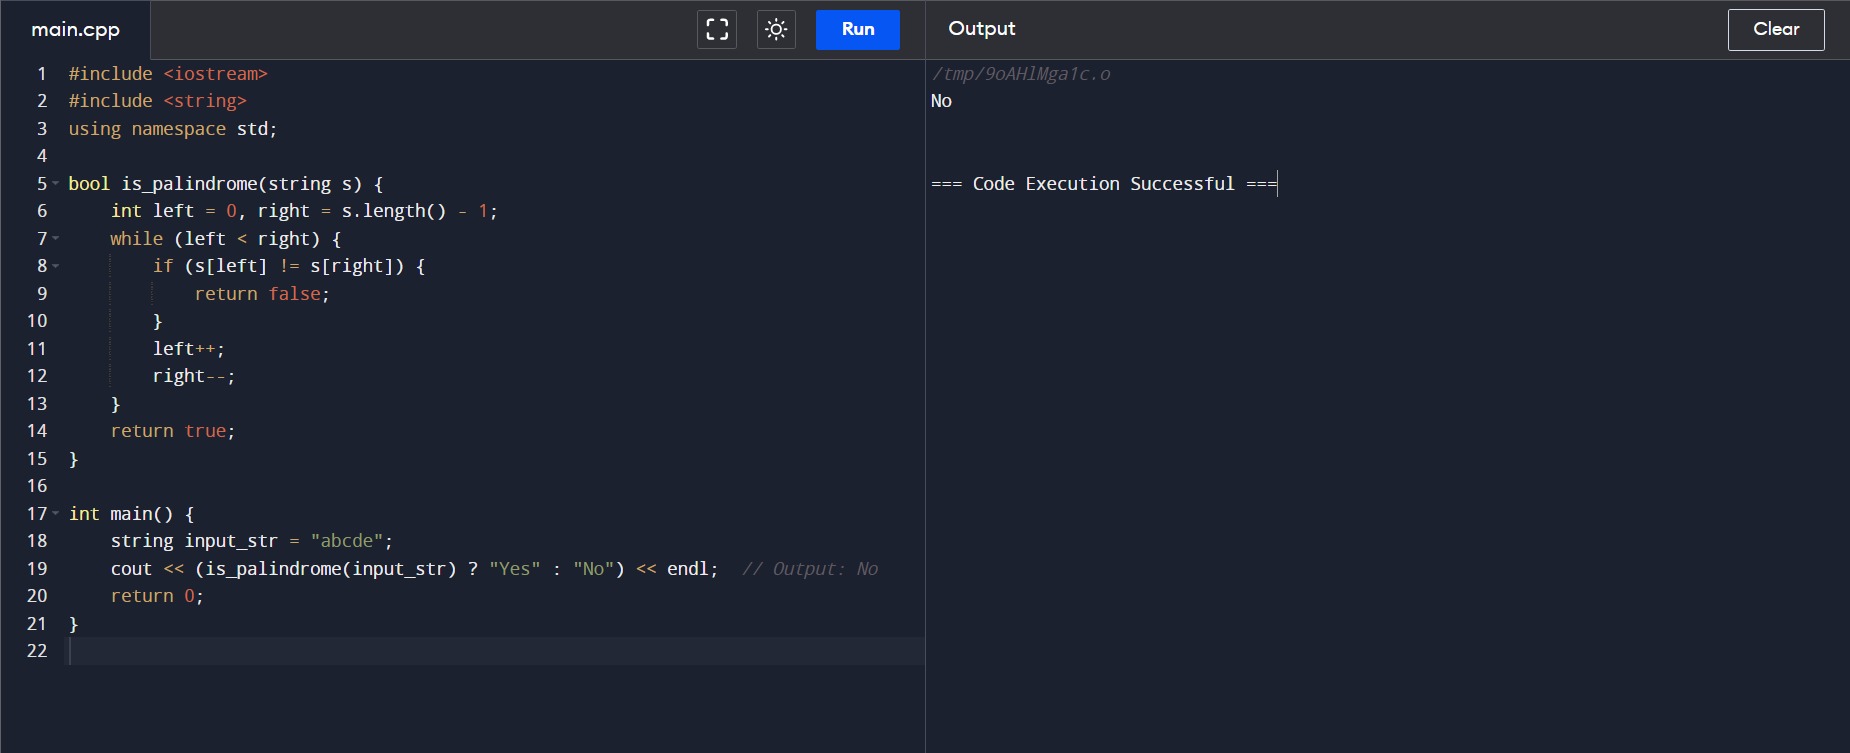 main.cpp
Run
Output
Clear
1 #include <iostream>
2 #include <string>
3 using namespace std;
4
5 bool is_palindrome(string s) {
6     int left = 0, right = s.length() - 1;
7     while (left < right) {
8         if (s[left] != s[right]) {
9             return false;
10         }
11         left++;
12         right--;
13     }
14     return true;
15 }
16
17 int main() {
18     string input_str = "abcde";
19     cout << (is_palindrome(input_str) ? "Yes" : "No") << endl;  // Output: No
20     return 0;
21 }
22
/tmp/9oAHlMga1c.o
No
=== Code Execution Successful ===